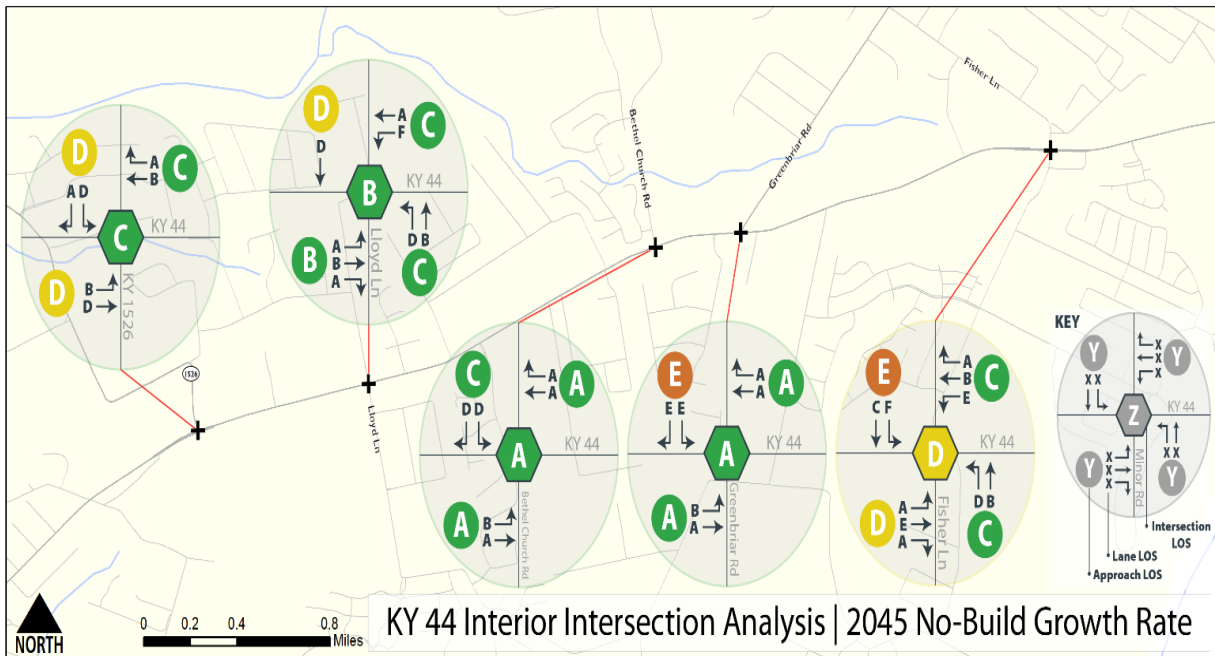 Fisher Ln
Bethel Church Rd
Greenbriar Rd
D
A
B
C
A D
KY 44
C
D
B
D
KY 1526
D
D
A
F
C
B
KY 44
B
A
B
A
Lloyd Ln
D B
C
1526
Lloyd Ln
C
D D
A
A
A
KY 44
A
A
B
A
Bethel Church Rd
E
E E
A
A
A
KY 44
A
A
B
A
Greenbriar Rd
E
C F
A
B
E
C
KY 44
D
D
A
E
A
Fisher Ln
D B
C
KEY
Y
X X
X
X
X
Y
KY 44
Z
Y
X
X
X
Minor Rd
X X
Y
Intersection
LOS
Lane LOS
Approach LOS
NORTH
0 0.2 0.4 0.8
Miles
KY 44 Interior Intersection Analysis | 2045 No-Build Growth Rate